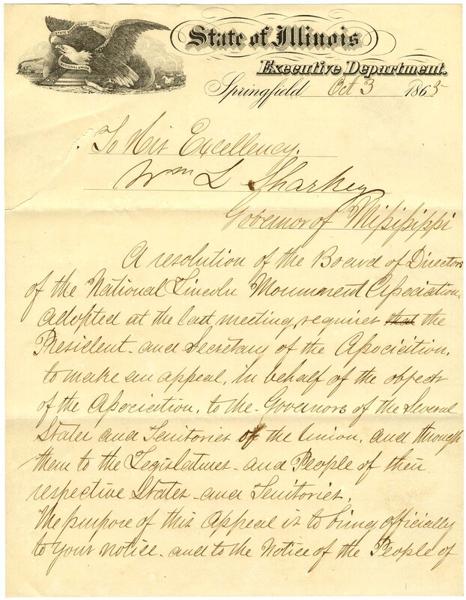 State of Illinois
Executive Department.
Springfield Oct 3 1865
To His Excellency,
Wm L Sharkey
Governor of Missippi
A resolution of the Board of Directors
of the National Lincoln Monument Association,
adopted at the last meeting, requires that the
President and Secretary of the Association,
to make an appeal, in behalf of the objects
of the Association, to the Governors of the Several
States and Territories of the Union, and through
them to the Legislatures and People of their
respective States and Territories.
The purpose of this Appeal is to bring officially
to your notice and to the Notice of the People of